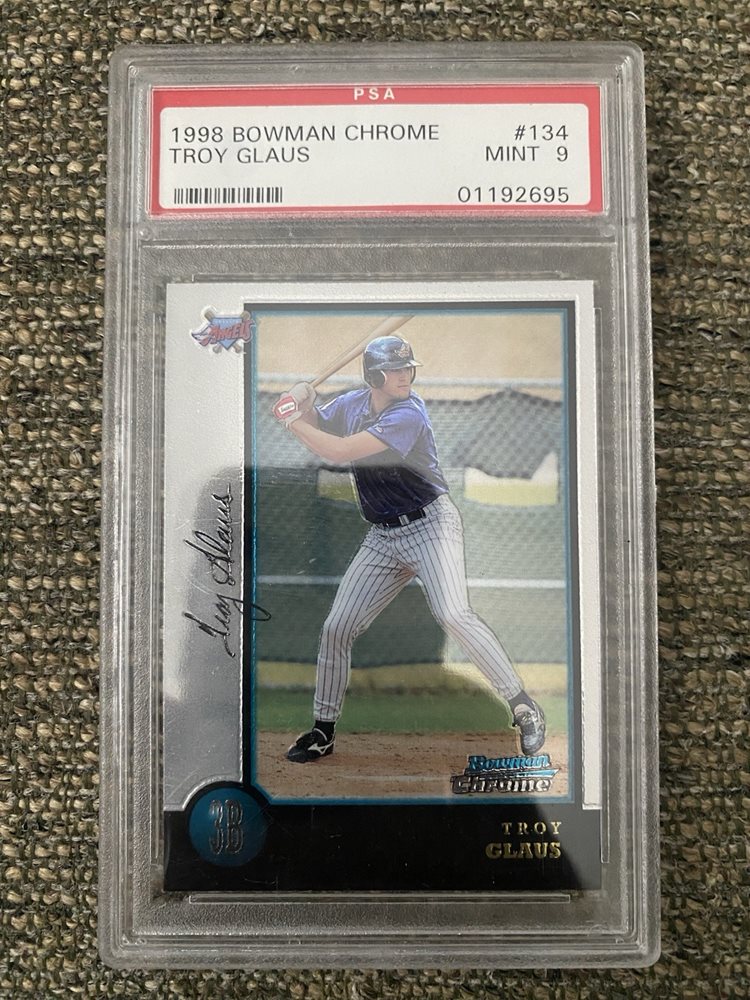 PSA
1998 BOWMAN CHROME #134
TROY GLAUS MINT 9
01192695
ANGELS
Troy Glaus
Bowman
Chrome
3B
TROY
GLAUS